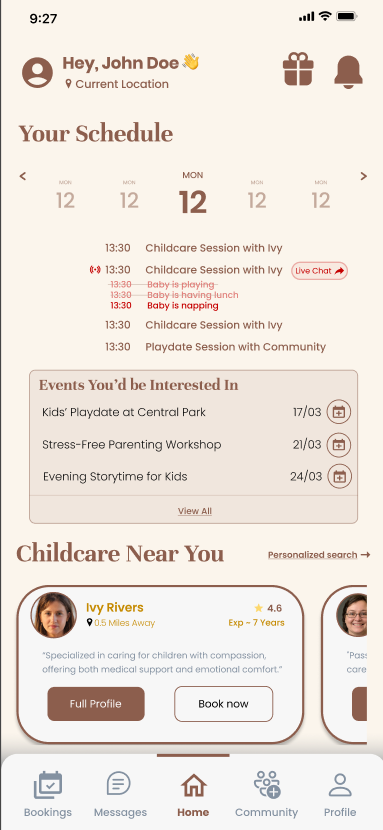 9:27
Hey, John Doe 👋
Current Location
Your Schedule
< MON MON MON MON MON >
12 12 12 12 12
13:30 Childcare Session with Ivy
13:30 Childcare Session with Ivy Live Chat
13:30 Baby is playing
13:30 Baby is having lunch
13:30 Baby is napping
13:30 Childcare Session with Ivy
13:30 Playdate Session with Community
Events You'd be Interested In
Kids' Playdate at Central Park 17/03
Stress-Free Parenting Workshop 21/03
Evening Storytime for Kids 24/03
View All
Childcare Near You
Personalized search →
Ivy Rivers 4.6
0.5 Miles Away Exp ~ 7 Years
“Specialized in caring for children with compassion, "Pass
offering both medical support and emotional comfort.” care
Full Profile Book now
Bookings Messages Home Community Profile